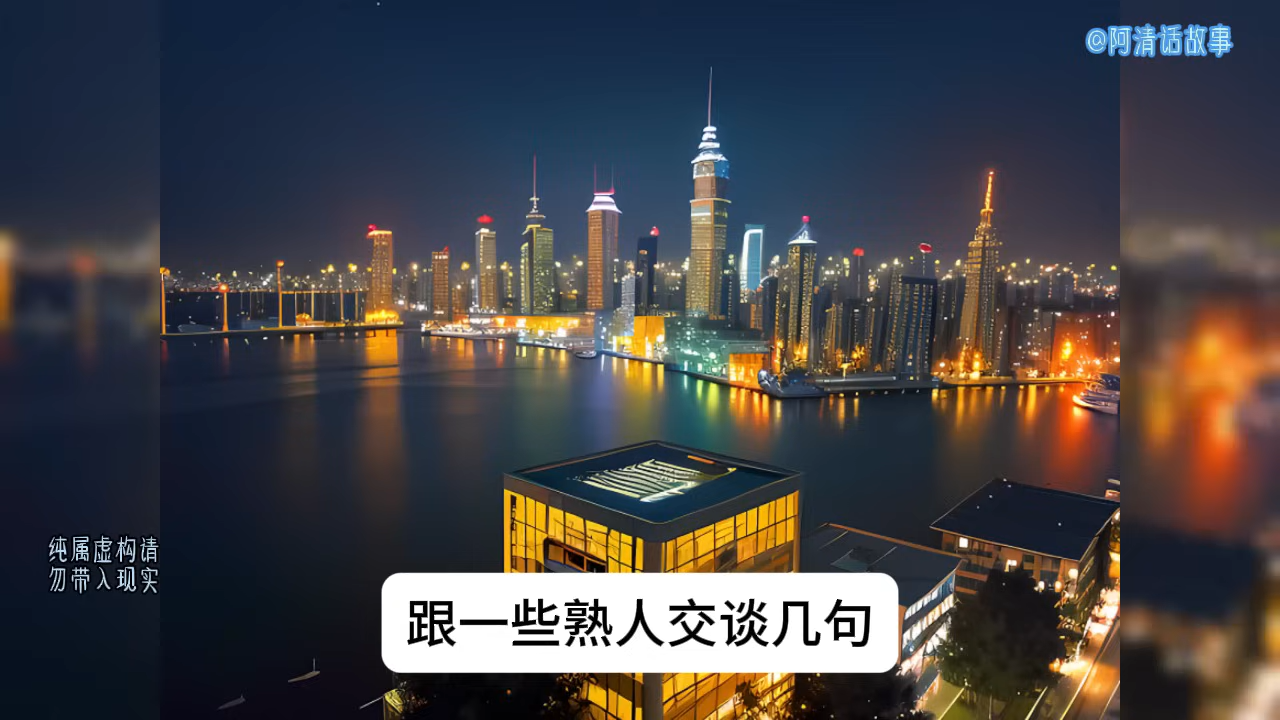 @阿清话故事
纯属虚构请
勿带入现实
跟一些熟人交谈几句